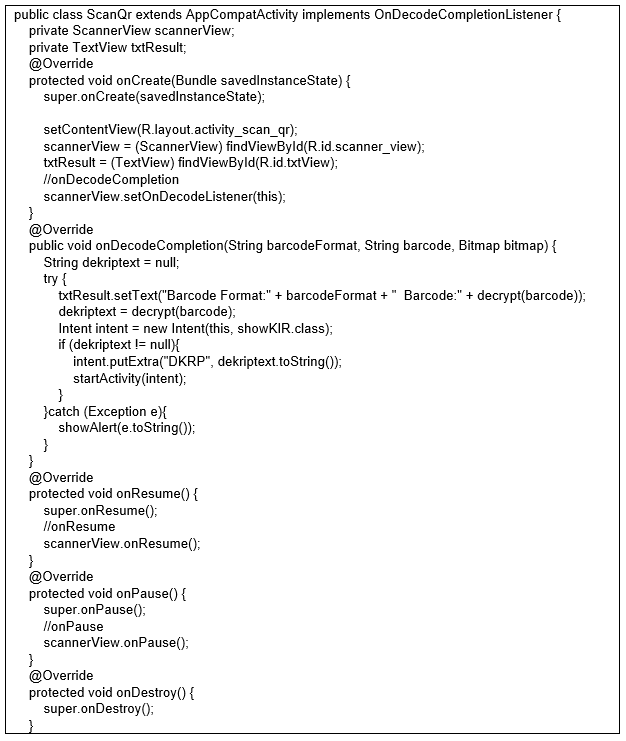 public class ScanQr extends AppCompatActivity implements OnDecodeCompletionListener {
    private ScannerView scannerView;
    private TextView txtResult;
    @Override
    protected void onCreate(Bundle savedInstanceState) {
        super.onCreate(savedInstanceState);

        setContentView(R.layout.activity_scan_qr);
        scannerView = (ScannerView) findViewById(R.id.scanner_view);
        txtResult = (TextView) findViewById(R.id.txtView);
        //onDecodeCompletion
        scannerView.setOnDecodeListener(this);
    }
    @Override
    public void onDecodeCompletion(String barcodeFormat, String barcode, Bitmap bitmap) {
        String dekriptext = null;
        try {
            txtResult.setText("Barcode Format:" + barcodeFormat + "  Barcode:" + decrypt(barcode));
            dekriptext = decrypt(barcode);
            Intent intent = new Intent(this, showKIR.class);
            if (dekriptext != null){
                intent.putExtra("DKRP", dekriptext.toString());
                startActivity(intent);
            }
        }catch (Exception e){
            showAlert(e.toString());
        }
    }
    @Override
    protected void onResume() {
        super.onResume();
        //onResume
        scannerView.onResume();
    }
    @Override
    protected void onPause() {
        super.onPause();
        //onPause
        scannerView.onPause();
    }
    @Override
    protected void onDestroy() {
        super.onDestroy();
    }